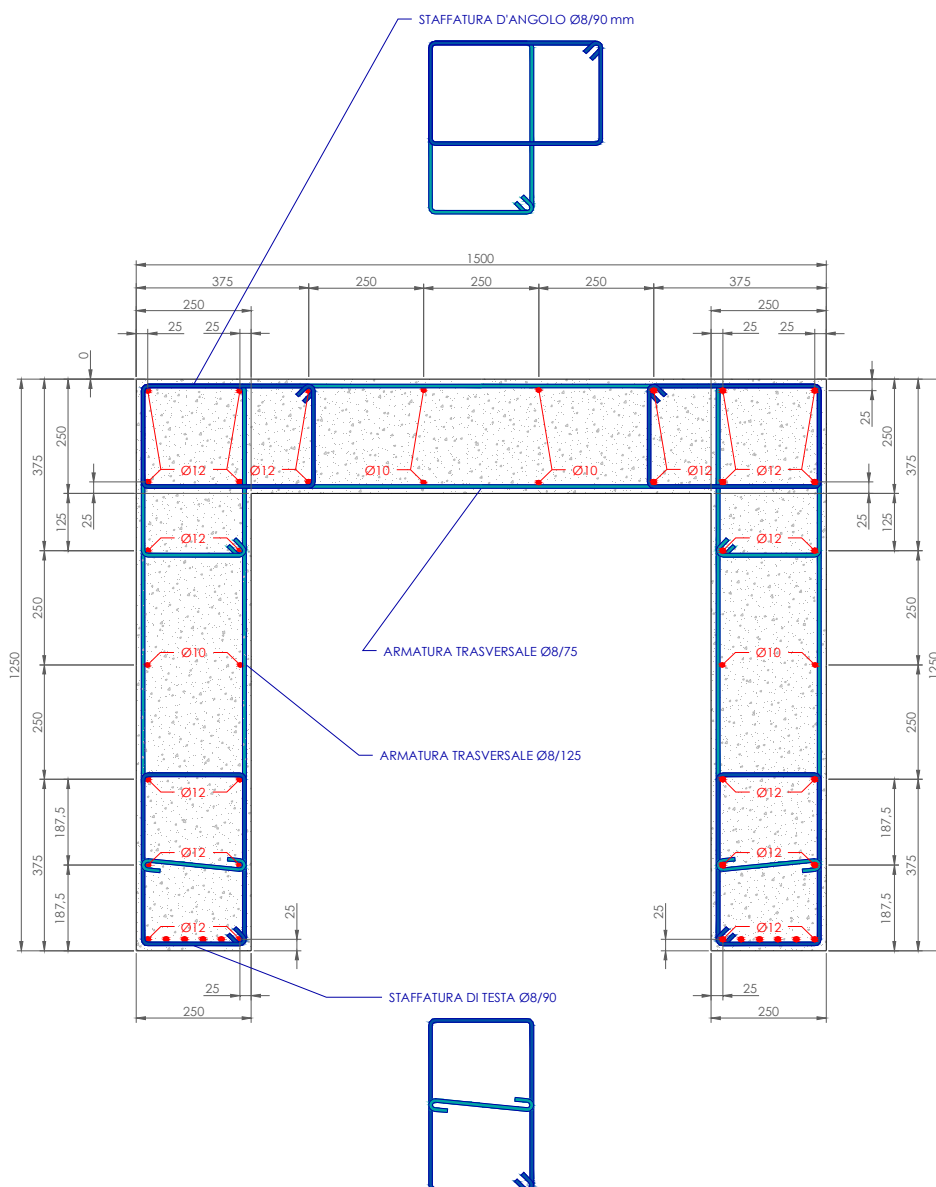 STAFFATURA D'ANGOLO Ø8/90 mm
1500
375 250 250 250 375
250 250
25 25 25 25
0
25 25
Ø12 Ø12 Ø10 Ø10 Ø12 Ø12
250 375 125 25
250 375 125 25
Ø12 Ø12
250 250
ARMATURA TRASVERSALE Ø8/75
Ø10 Ø10
1250 1250
250 250
ARMATURA TRASVERSALE Ø8/125
Ø12 Ø12
187.5 187.5
Ø12 Ø12
375 375
187.5 187.5
Ø12 Ø12
25 25
STAFFATURA DI TESTA Ø8/90
25 25
250 250